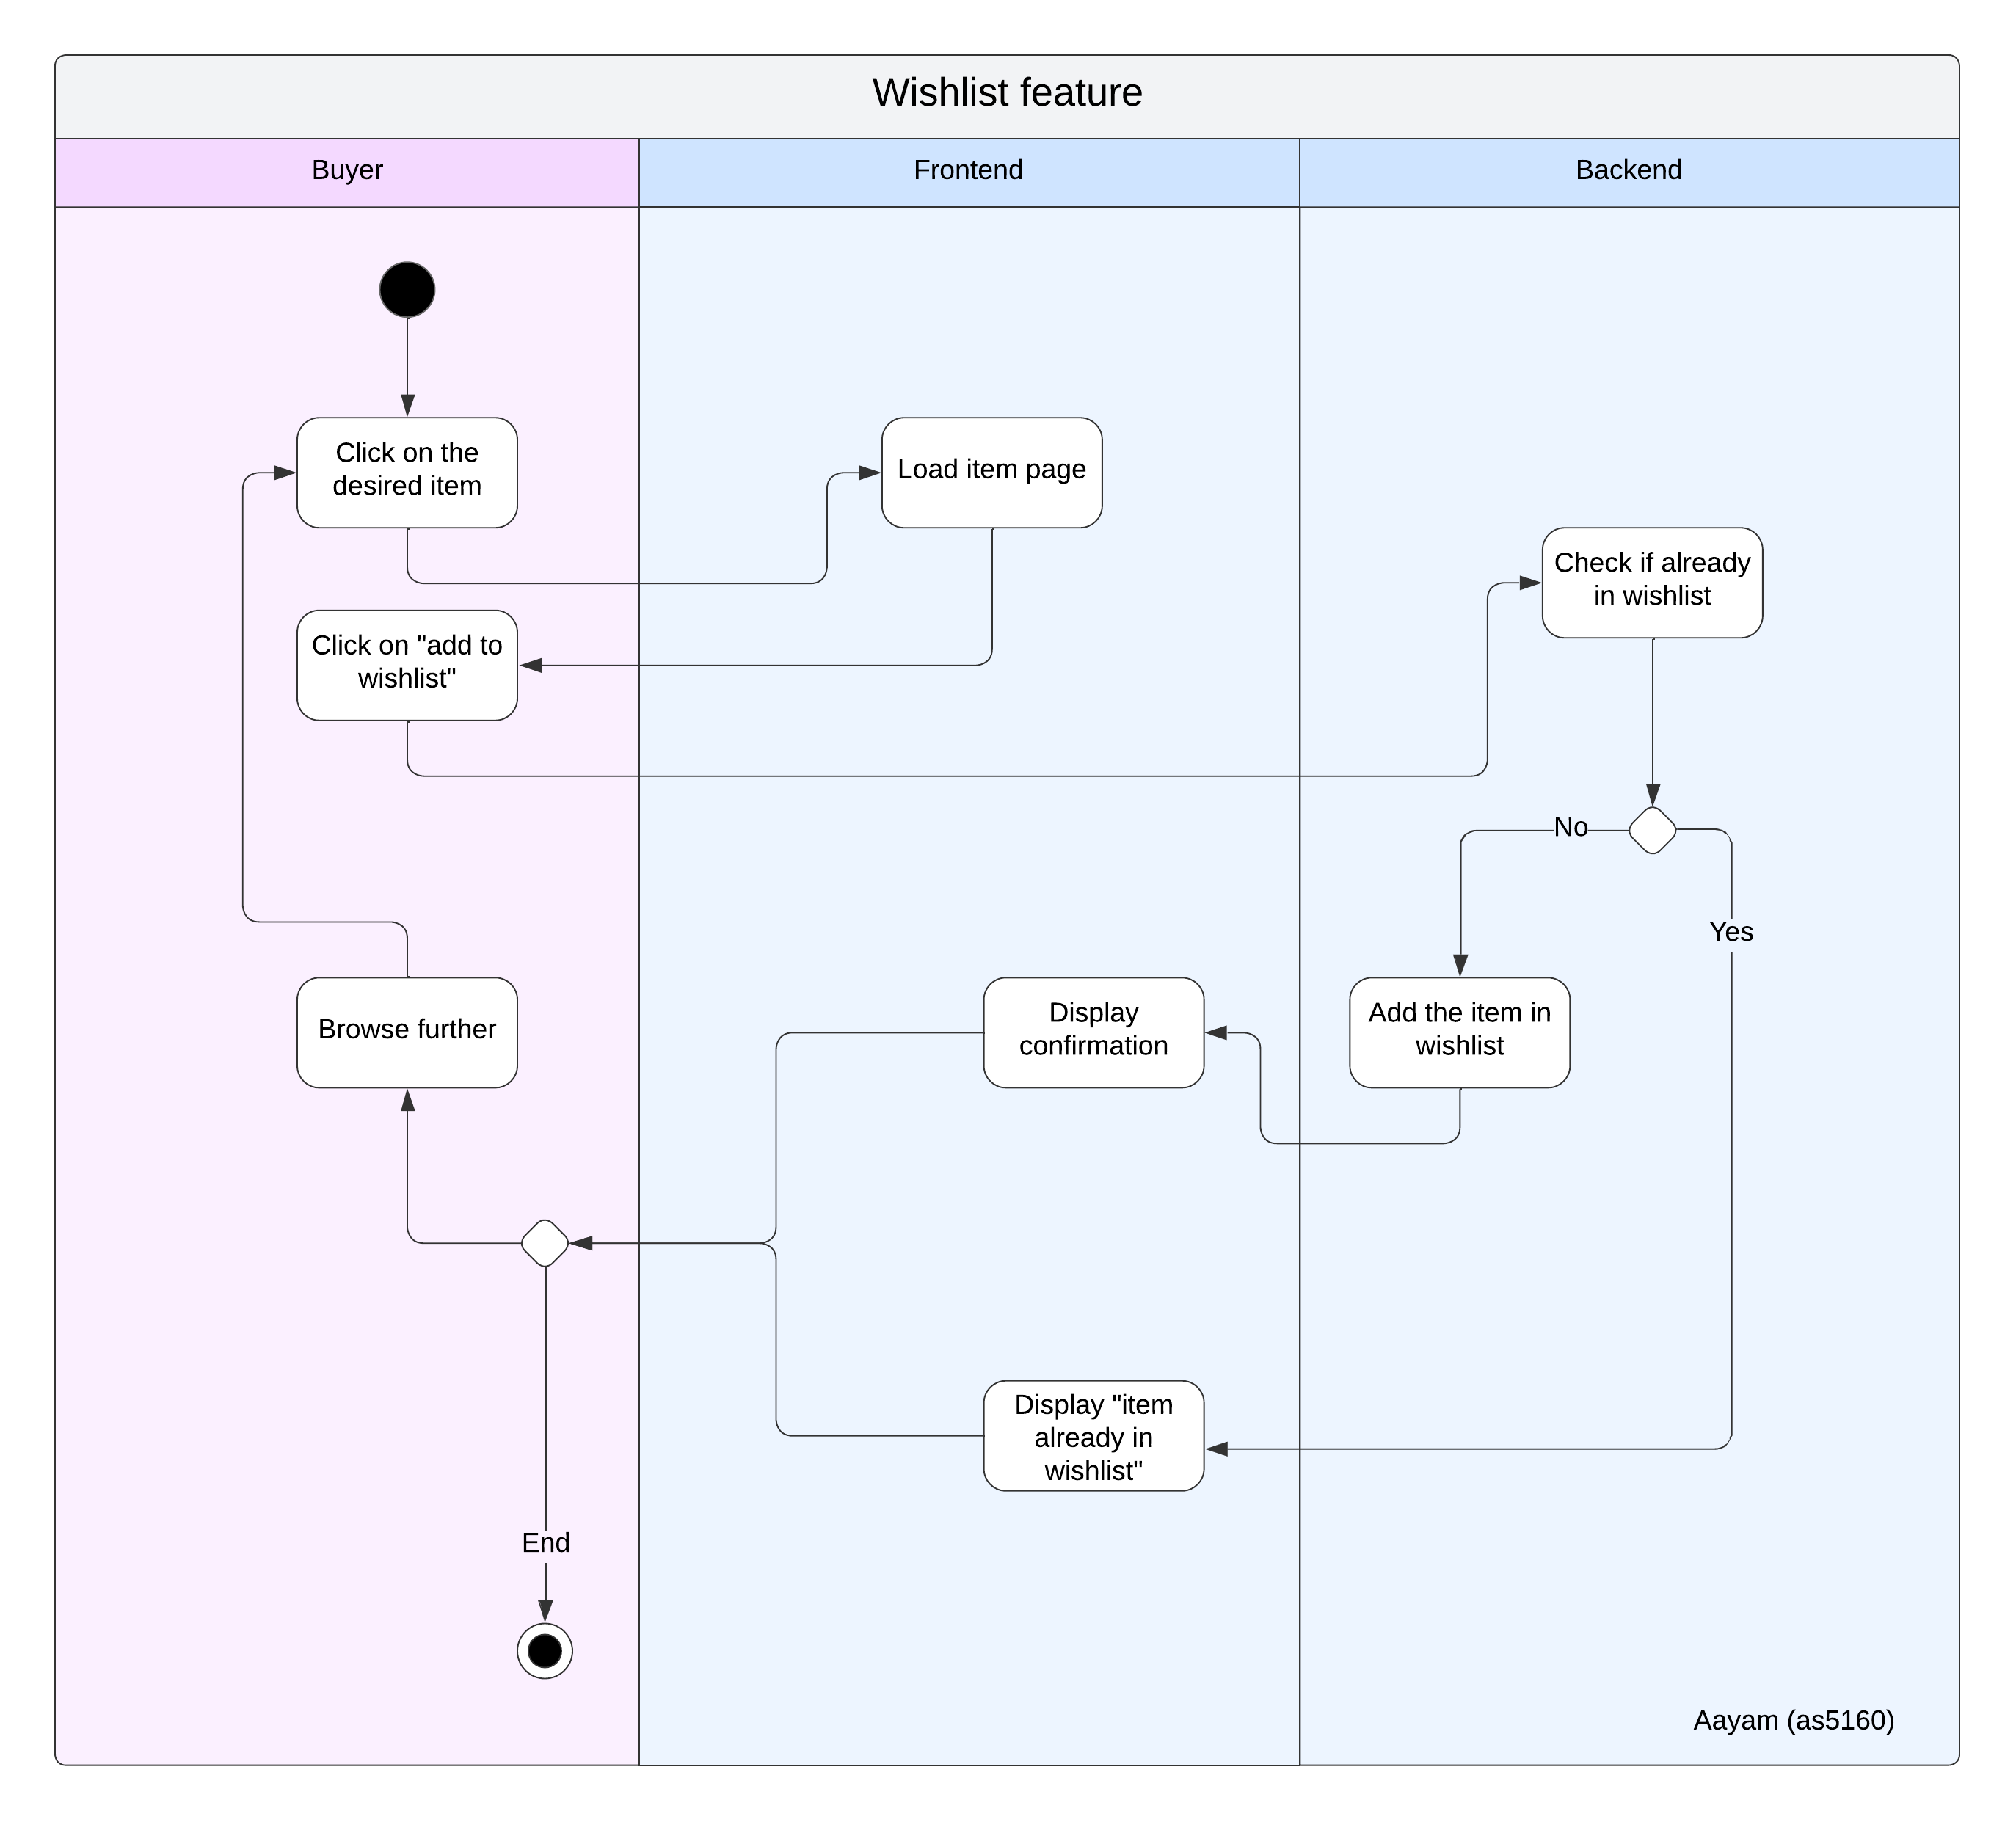 Wishlist feature
Buyer
Frontend
Backend
Click on the
desired item
Load item page
Check if already
in wishlist
Click on "add to
wishlist"
No
Yes
Browse further
Display
confirmation
Add the item in
wishlist
Display "item
already in
wishlist"
End
Aayam (as5160)